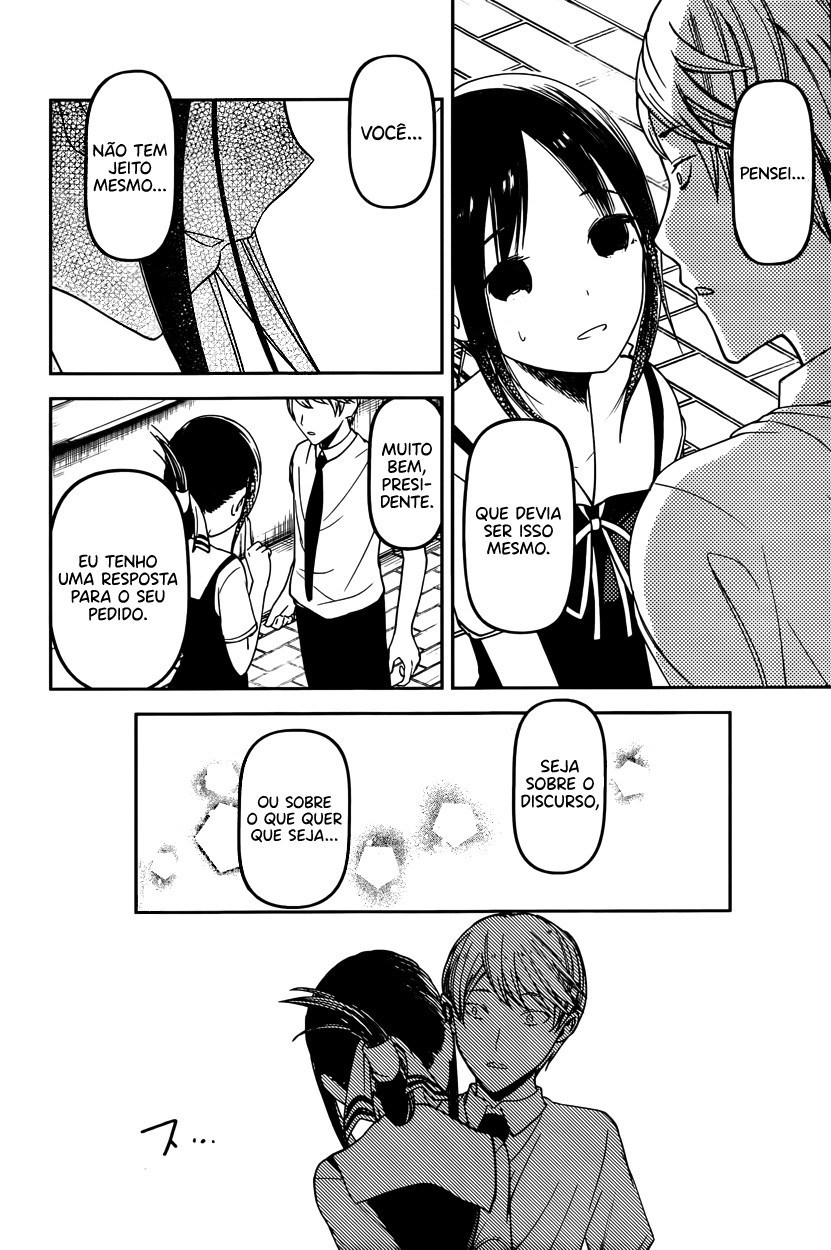 PENSEI...
QUE DEVIA
SER ISSO
MESMO.
VOCÊ...
NÃO TEM
JEITO
MESMO...
MUITO
BEM,
PRESI-
DENTE.
EU TENHO
UMA RESPOSTA
PARA O SEU
PEDIDO.
SEJA
SOBRE O
DISCURSO,
OU SOBRE
O QUE QUER
QUE SEJA...
ス...